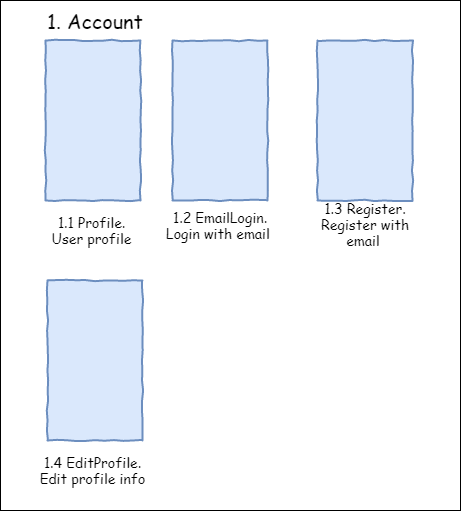 1. Account
1.1 Profile.
User profile
1.2 EmailLogin.
Login with email
1.3 Register.
Register with
email
1.4 EditProfile.
Edit profile info